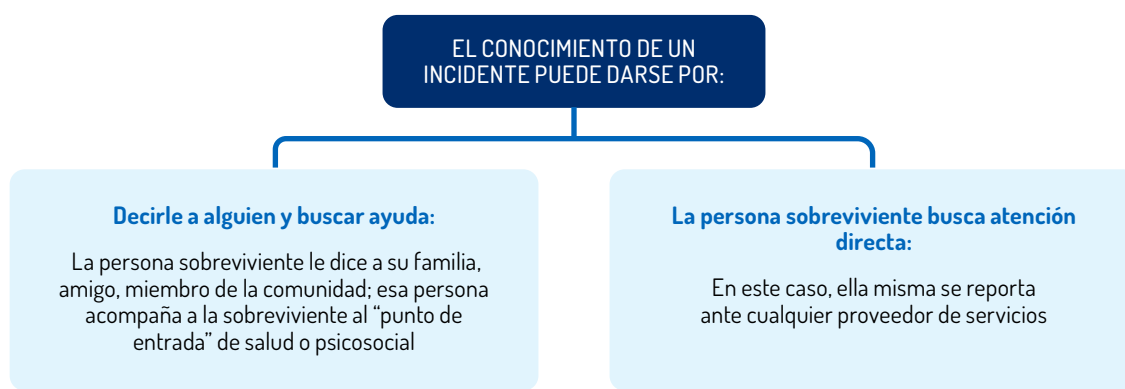 EL CONOCIMIENTO DE UN
INCIDENTE PUEDE DARSE POR:
Decirle a alguien y buscar ayuda:
La persona sobreviviente le dice a su familia,
amigo, miembro de la comunidad; esa persona
acompaña a la sobreviviente al “punto de
entrada” de salud o psicosocial
La persona sobreviviente busca atención
directa:
En este caso, ella misma se reporta
ante cualquier proveedor de servicios